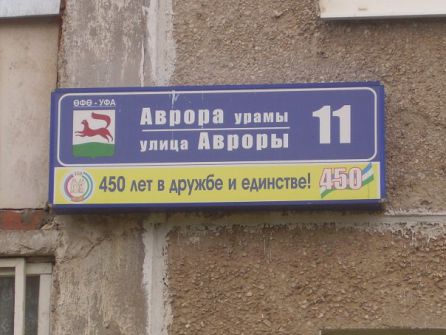 ӨФӨ - УФА
Аврора урамы
улица Авроры
11
450 лет в дружбе и единстве!
450